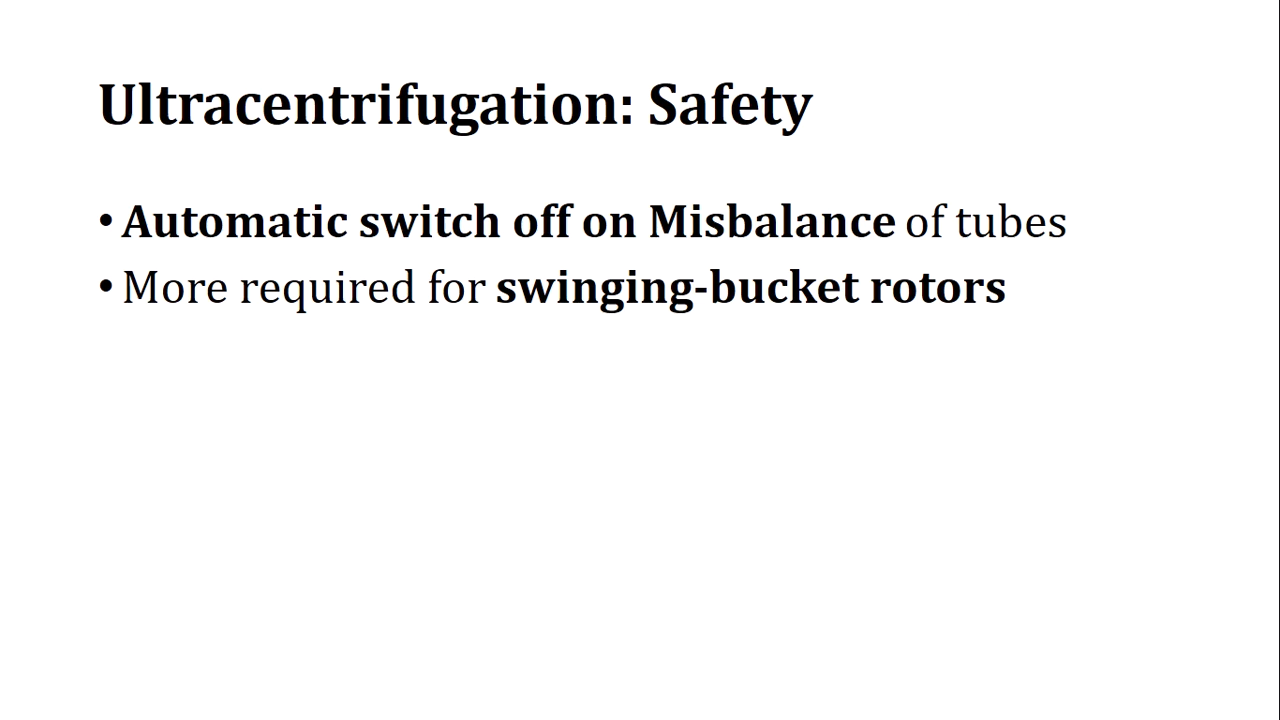 Ultracentrifugation: Safety
• Automatic switch off on Misbalance of tubes
• More required for swinging-bucket rotors